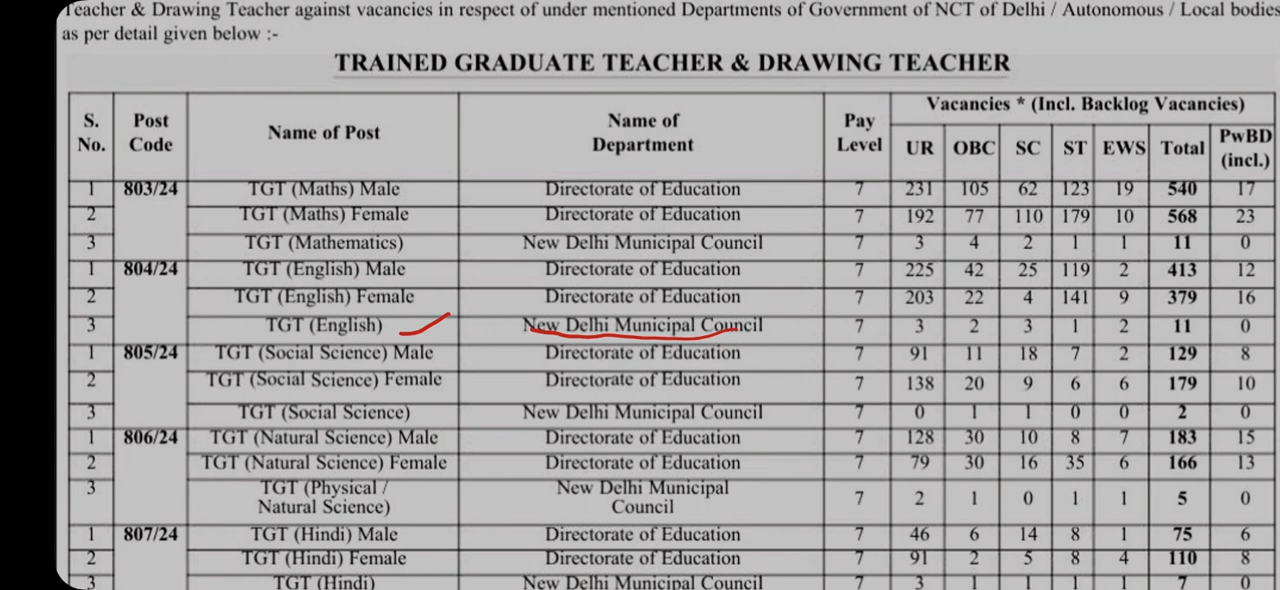 Teacher & Drawing Teacher against vacancies in respect of under mentioned Departments of Government of NCT of Delhi / Autonomous / Local bodies
as per detail given below :-
TRAINED GRADUATE TEACHER & DRAWING TEACHER
S. No. Post Code Name of Post Name of Department Pay Level Vacancies * (Incl. Backlog Vacancies)
UR OBC SC ST EWS Total PwBD (incl.)
1 803/24 TGT (Maths) Male Directorate of Education 7 231 105 62 123 19 540 17
2 TGT (Maths) Female Directorate of Education 7 192 77 110 179 10 568 23
3 TGT (Mathematics) New Delhi Municipal Council 7 3 4 2 1 1 11 0
1 804/24 TGT (English) Male Directorate of Education 7 225 42 25 119 2 413 12
2 TGT (English) Female Directorate of Education 7 203 22 4 141 9 379 16
3 TGT (English) New Delhi Municipal Council 7 3 2 3 1 2 11 0
1 805/24 TGT (Social Science) Male Directorate of Education 7 91 11 18 7 2 129 8
2 TGT (Social Science) Female Directorate of Education 7 138 20 9 6 6 179 10
3 TGT (Social Science) New Delhi Municipal Council 7 0 1 1 0 0 2 0
1 806/24 TGT (Natural Science) Male Directorate of Education 7 128 30 10 8 7 183 15
2 TGT (Natural Science) Female Directorate of Education 7 79 30 16 35 6 166 13
3 TGT (Physical / Natural Science) New Delhi Municipal Council 7 2 1 0 1 1 5 0
1 807/24 TGT (Hindi) Male Directorate of Education 7 46 6 14 8 1 75 6
2 TGT (Hindi) Female Directorate of Education 7 91 2 5 8 4 110 8
3 TGT (Hindi) New Delhi Municipal Council 7 3 1 1 1 1 7 0